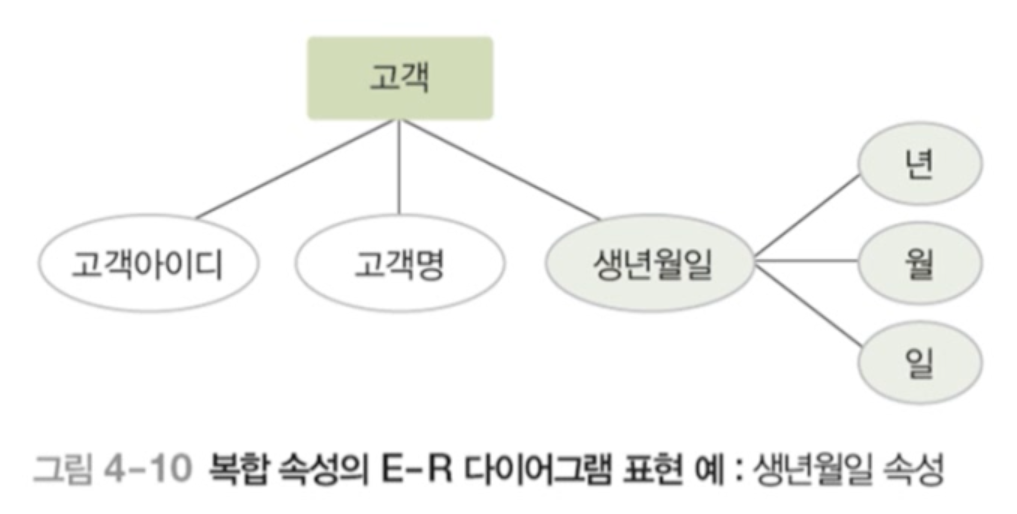 고객
고객아이디
고객명
생년월일
년
월
일
그림 4-10 복합 속성의 E-R 다이어그램 표현 예 : 생년월일 속성